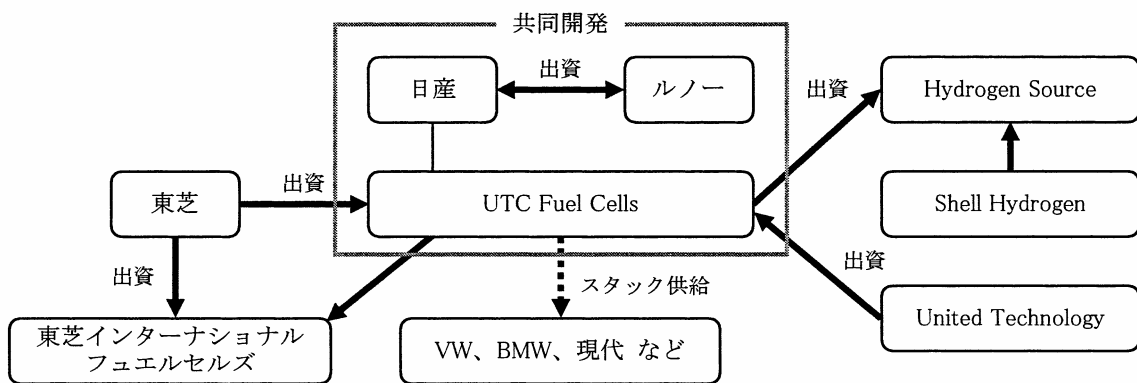 共同開発
日産
出資
ルノー
出資
Hydrogen Source
東芝
出資
UTC Fuel Cells
Shell Hydrogen
出資
スタック供給
出資
東芝インターナショナル
フュエルセルズ
VW、BMW、現代 など
United Technology